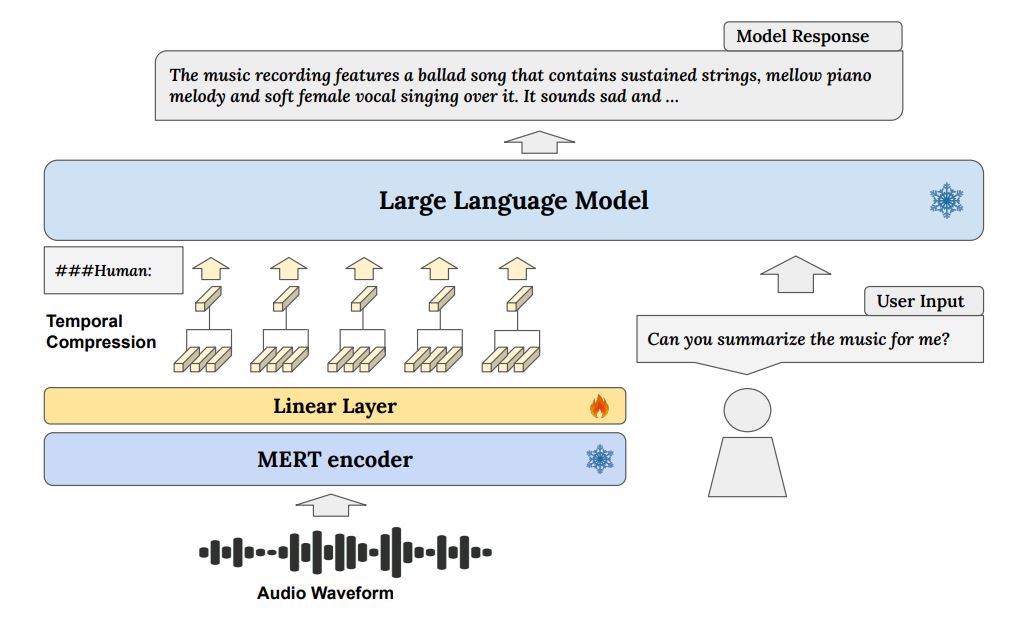 Model Response
The music recording features a ballad song that contains sustained strings, mellow piano
melody and soft female vocal singing over it. It sounds sad and ...
Large Language Model
###Human:
Temporal
Compression
User Input
Can you summarize the music for me?
Linear Layer
MERT encoder
Audio Waveform